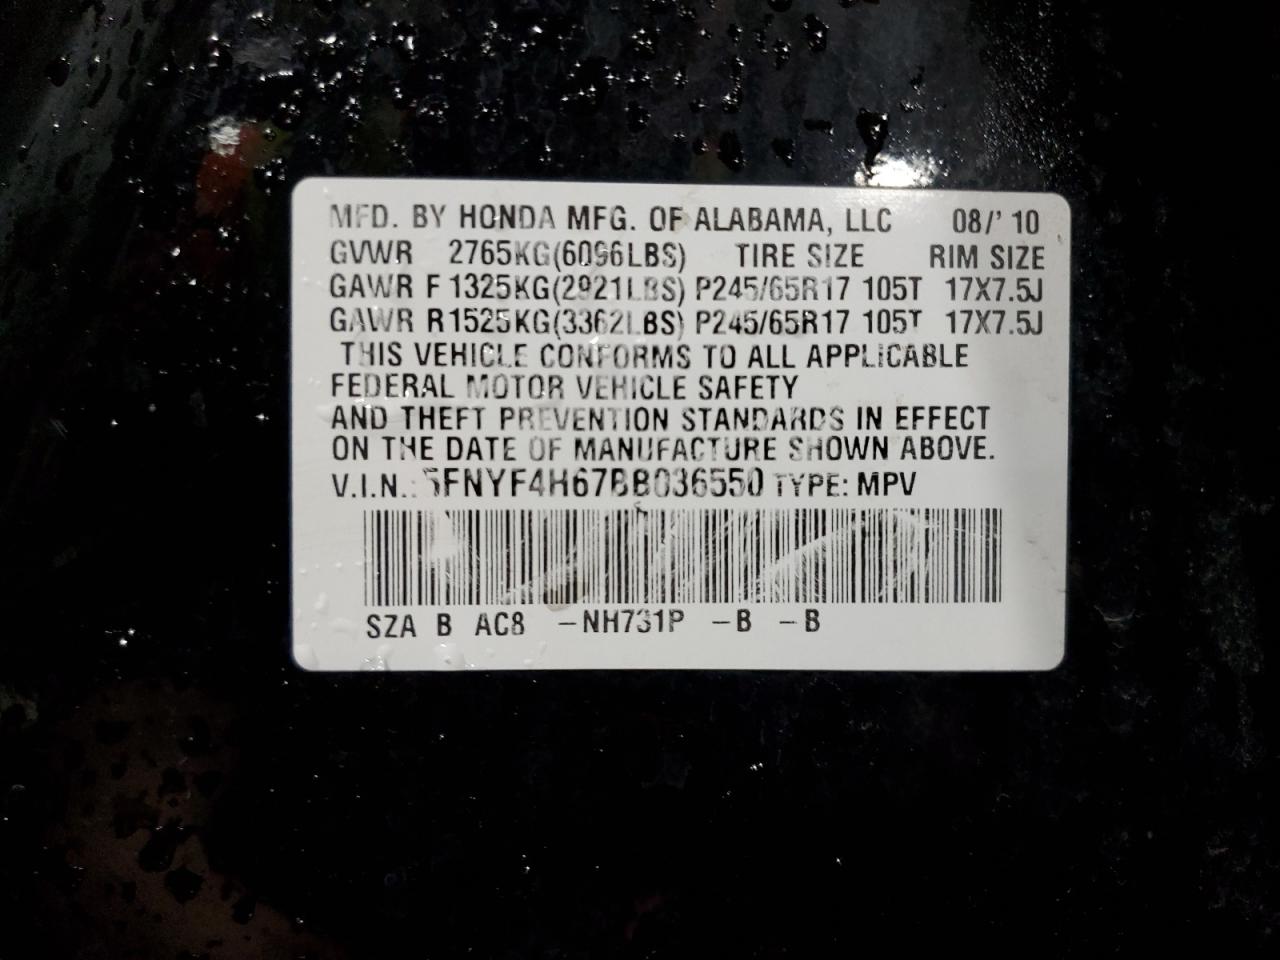 MFD. BY HONDA MFG. OF ALABAMA, LLC 08/' 10
GVWR 2765KG(6096LBS) TIRE SIZE RIM SIZE
GAWR F 1325KG(2921LBS) P245/65R17 105T 17X7.5J
GAWR R1525KG(3362LBS) P245/65R17 105T 17X7.5J
THIS VEHICLE CONFORMS TO ALL APPLICABLE
FEDERAL MOTOR VEHICLE SAFETY
AND THEFT PREVENTION STANDARDS IN EFFECT
ON THE DATE OF MANUFACTURE SHOWN ABOVE.
V.I.N.: 5FNYF4H67BB036550 TYPE: MPV
SZA B AC8 -NH731P -B -B